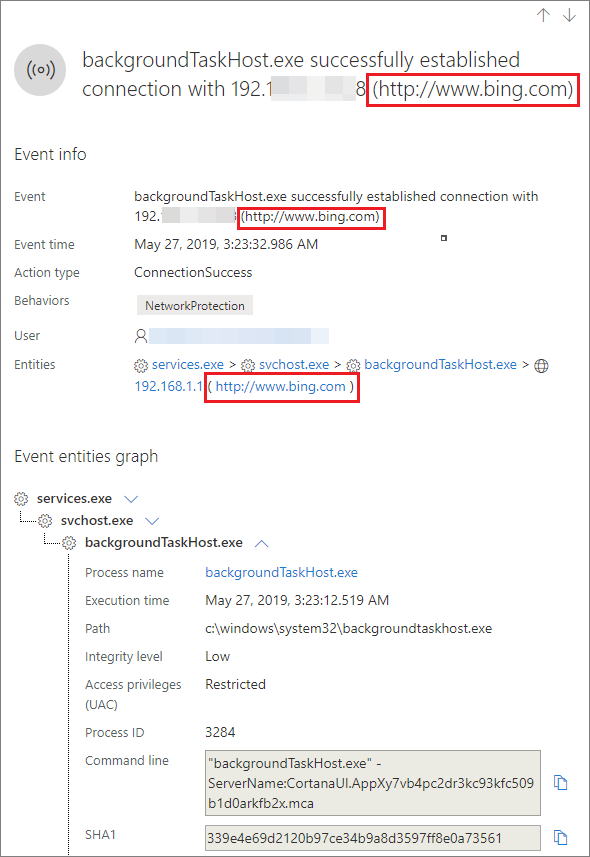 backgroundTaskHost.exe successfully established
connection with 192.1 8 (http://www.bing.com)
Event info
Event backgroundTaskHost.exe successfully established connection with
192. (http://www.bing.com)
Event time May 27, 2019, 3:23:32.986 AM
Action type ConnectionSuccess
Behaviors NetworkProtection
User
Entities services.exe > svchost.exe > backgroundTaskHost.exe >
192.168.1.1 ( http://www.bing.com )
Event entities graph
services.exe
svchost.exe
backgroundTaskHost.exe
Process name backgroundTaskHost.exe
Execution time May 27, 2019, 3:23:12.519 AM
Path c:\windows\system32\backgroundtaskhost.exe
Integrity level Low
Access privileges Restricted
(UAC)
Process ID 3284
Command line "backgroundTaskHost.exe" -
ServerName:CortanaUI.AppXy7vb4pc2dr3kc93kfc509
b1d0arkfb2x.mca
SHA1 339e4e69d2120b97ce34b9a8d3597ff8e0a73561